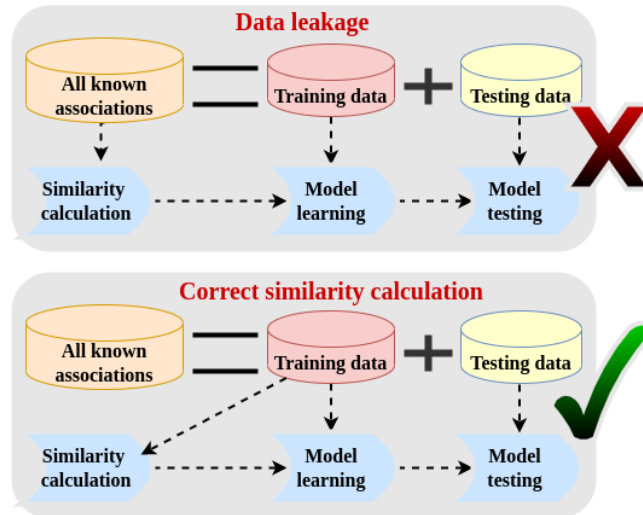 Data leakage
All known
associations
Training data
Testing data
Similarity
calculation
Model
learning
Model
testing
Correct similarity calculation
All known
associations
Training data
Testing data
Similarity
calculation
Model
learning
Model
testing